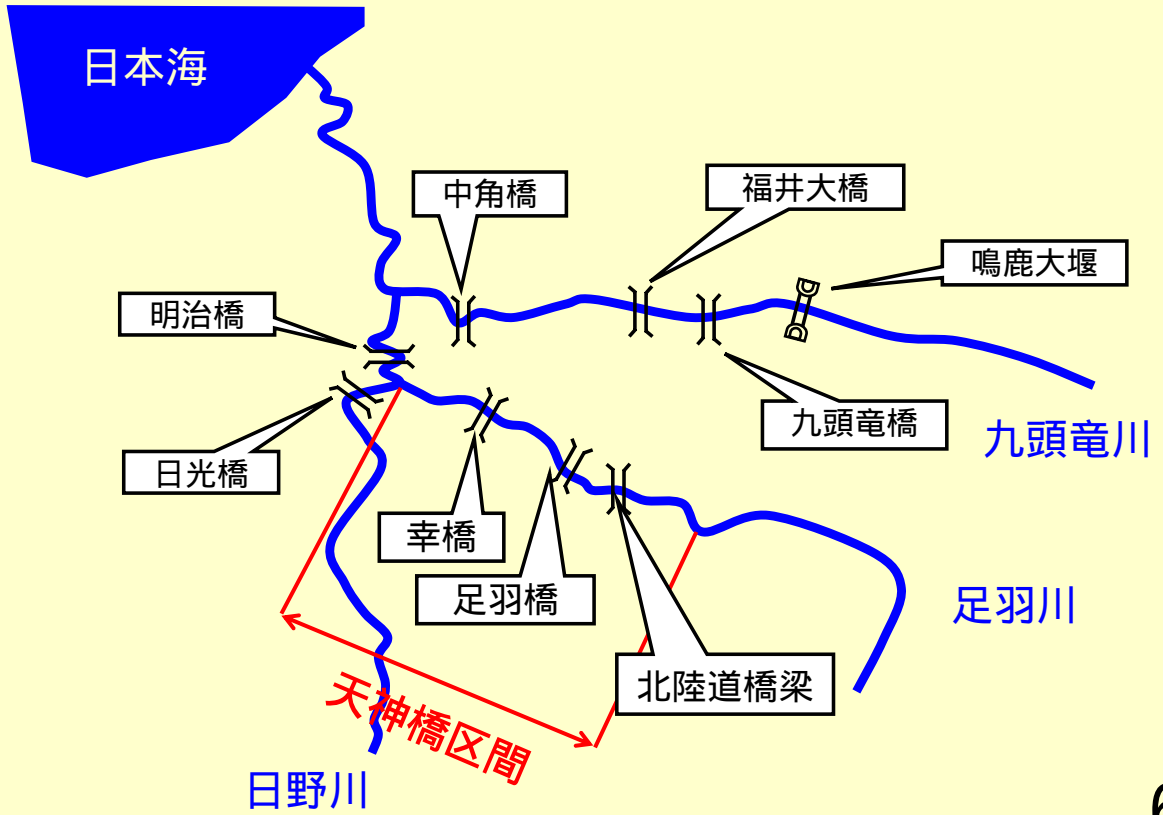 日本海
中角橋
福井大橋
鳴鹿大堰
明治橋
九頭竜橋
九頭竜川
日光橋
幸橋
足羽橋
足羽川
北陸道橋梁
天神橋区間
日野川